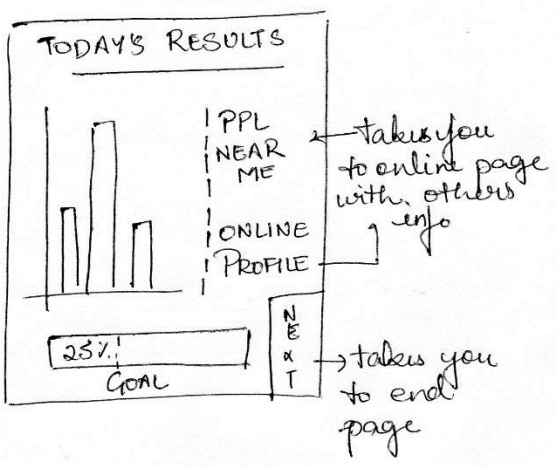 TODAY'S RESULTS
PPL
NEAR
ME
ONLINE
PROFILE
takes you
to online page
with others
info
25%
GOAL
NEXT
takes you
to end
page